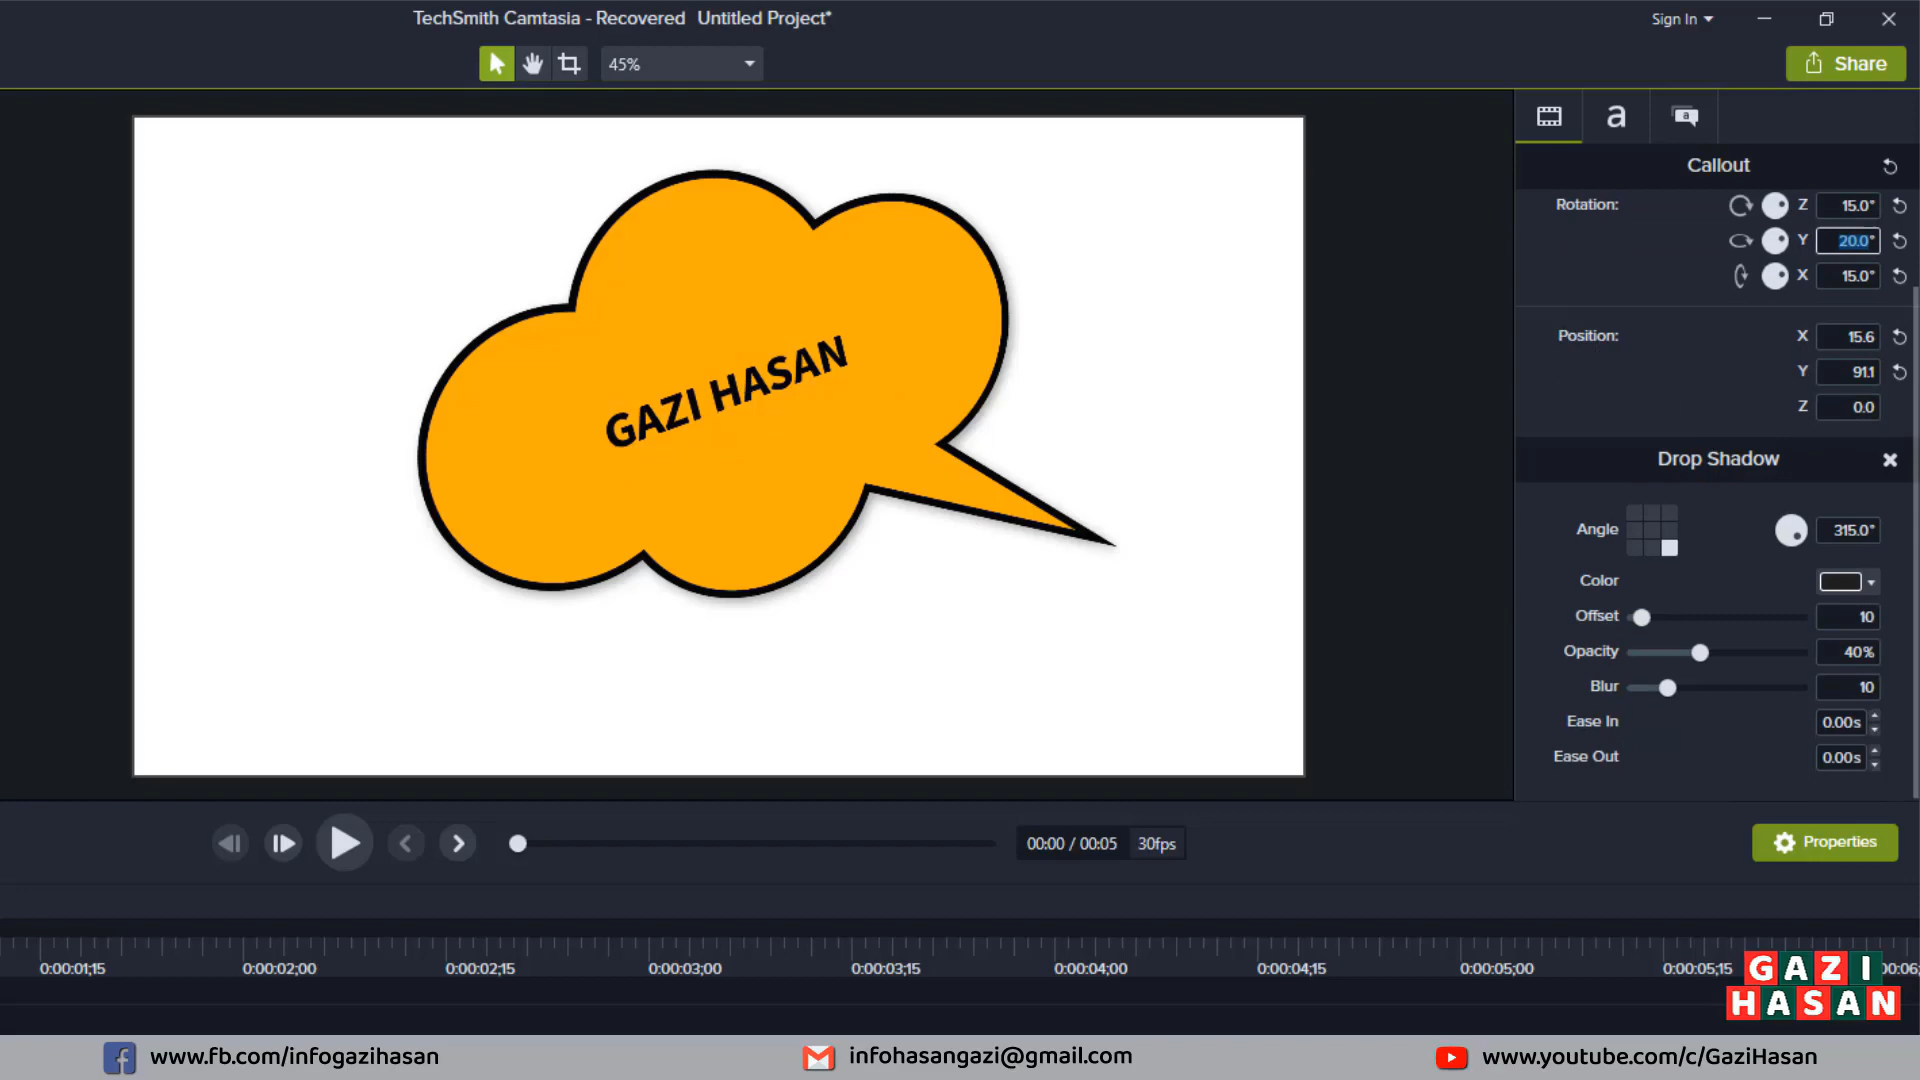 TechSmith Camtasia - Recovered Untitled Project*
Sign In
45%
Share
a
a
Callout
Rotation:
Z 15.0°
Y 20.0°
X 15.0°
Position:
X 15.6
Y 91.1
Z 0.0
GAZI HASAN
Drop Shadow
Angle 315.0°
Color
Offset 10
Opacity 40%
Blur 10
Ease In 0.00s
Ease Out 0.00s
00:00 / 00:05 30fps
Properties
0:00:01;15 0:00:02;00 0:00:02;15 0:00:03;00 0:00:03;15 0:00:04;00 0:00:04;15 0:00:05;00 0:00:05;15
GAZI
HASAN
www.fb.com/infogazihasan infohasangazi@gmail.com www.youtube.com/c/GaziHasan